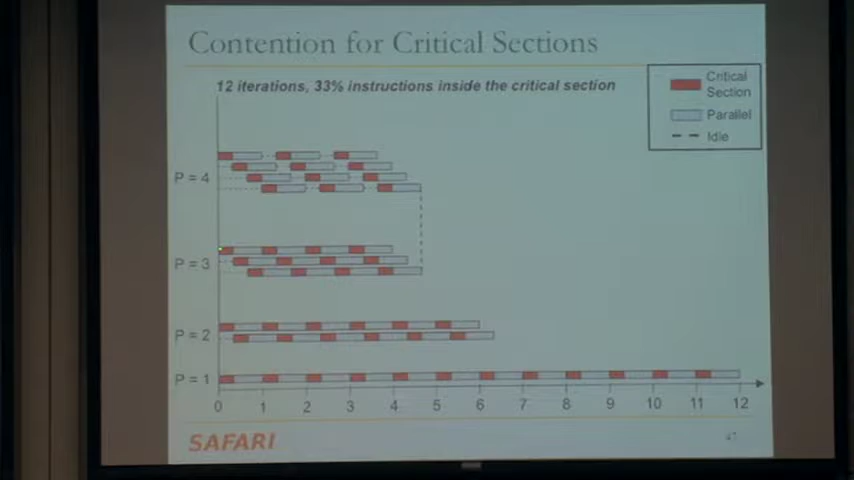 Contention for Critical Sections
12 iterations, 33% instructions inside the critical section
Critical
Section
Parallel
Idle
P = 4
P = 3
P = 2
P = 1
0 1 2 3 4 5 6 7 8 9 10 11 12
SAFARI